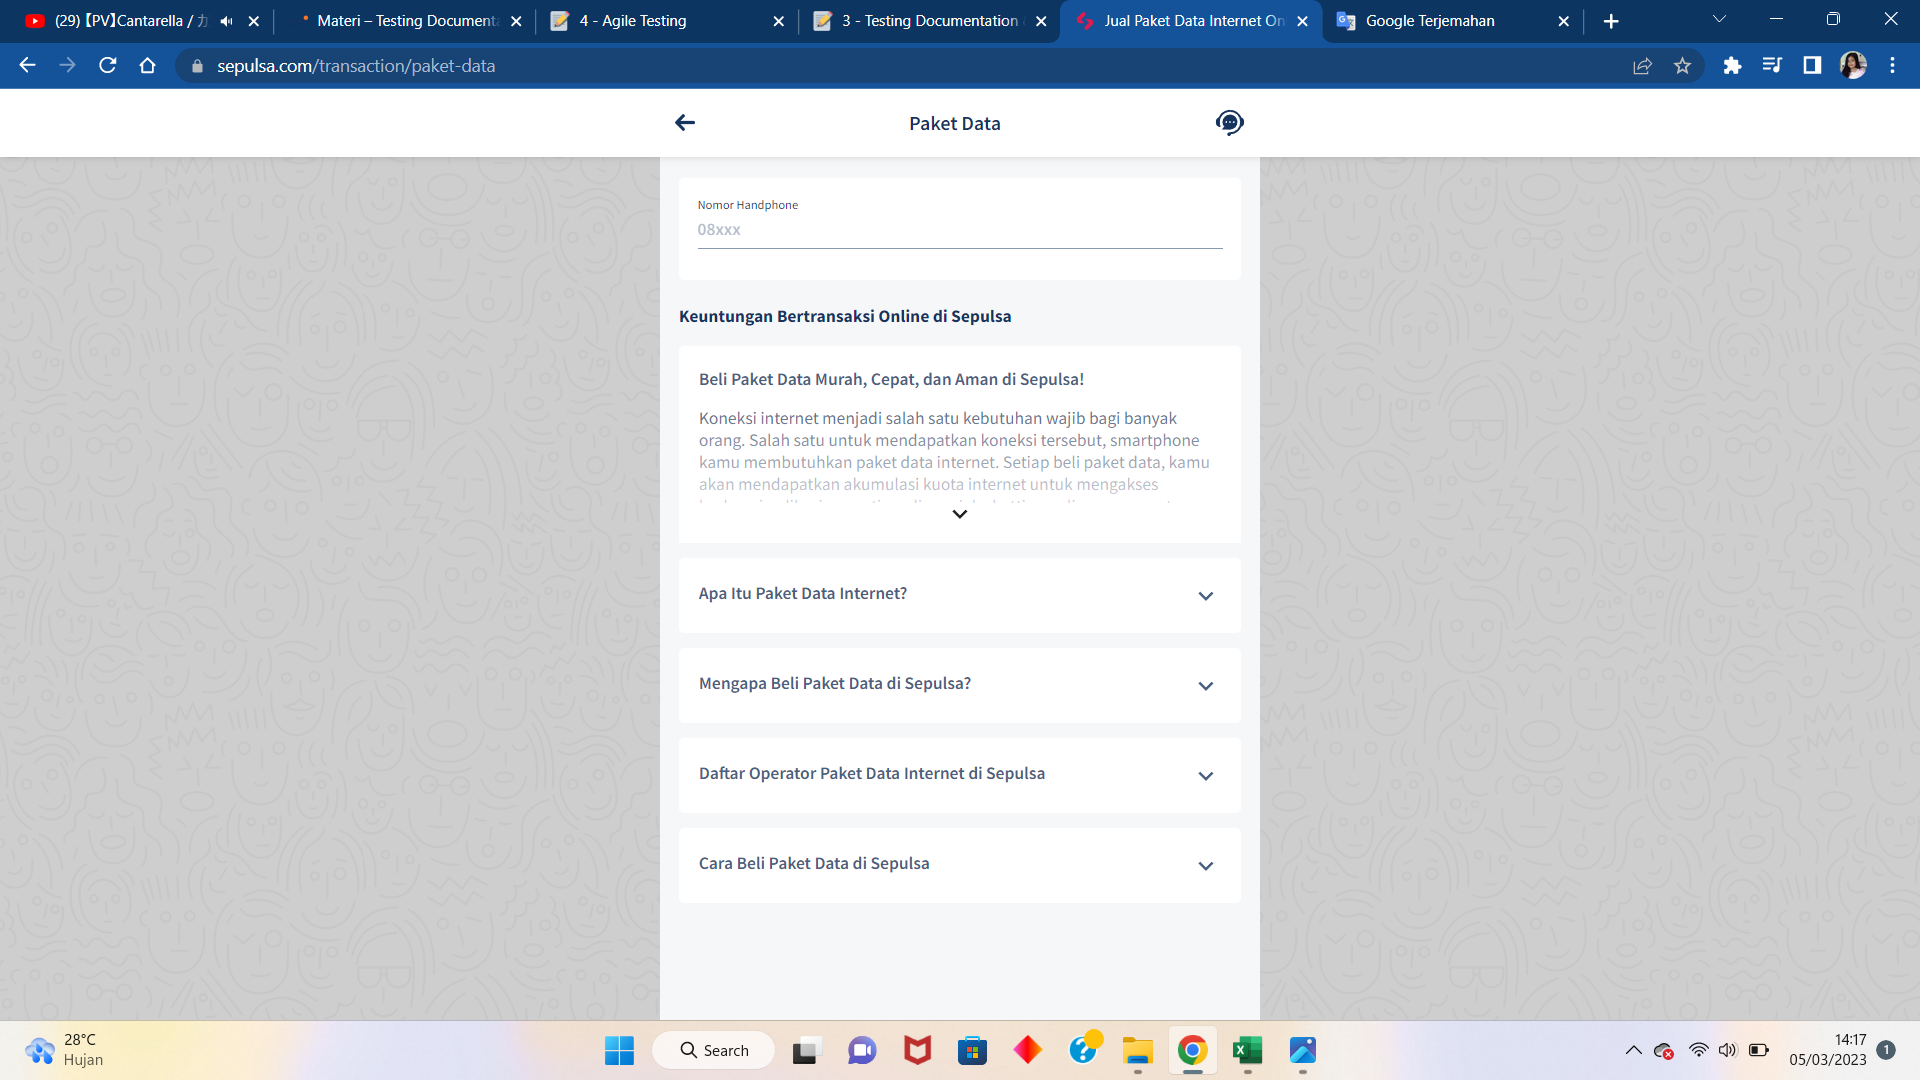 (29) 【PV】Cantarella /
Materi – Testing Documenta
4 - Agile Testing
3 - Testing Documentation
Jual Paket Data Internet On
Google Terjemahan
sepulsa.com/transaction/paket-data
Paket Data
Nomor Handphone
08xxx
Keuntungan Bertransaksi Online di Sepulsa
Beli Paket Data Murah, Cepat, dan Aman di Sepulsa!
Koneksi internet menjadi salah satu kebutuhan wajib bagi banyak
orang. Salah satu untuk mendapatkan koneksi tersebut, smartphone
kamu membutuhkan paket data internet. Setiap beli paket data, kamu
akan mendapatkan akumulasi kuota internet untuk mengakses
Apa Itu Paket Data Internet?
Mengapa Beli Paket Data di Sepulsa?
Daftar Operator Paket Data Internet di Sepulsa
Cara Beli Paket Data di Sepulsa
28°C
Hujan
Search
14:17
05/03/2023
1